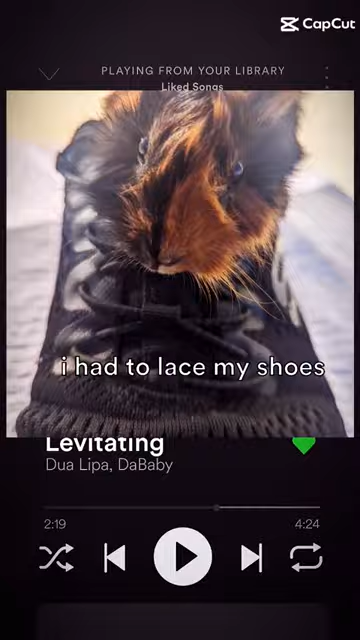 CapCut
PLAYING FROM YOUR LIBRARY
Liked Songs
i had to lace my shoes
Levitating
Dua Lipa, DaBaby
2:19
4:24